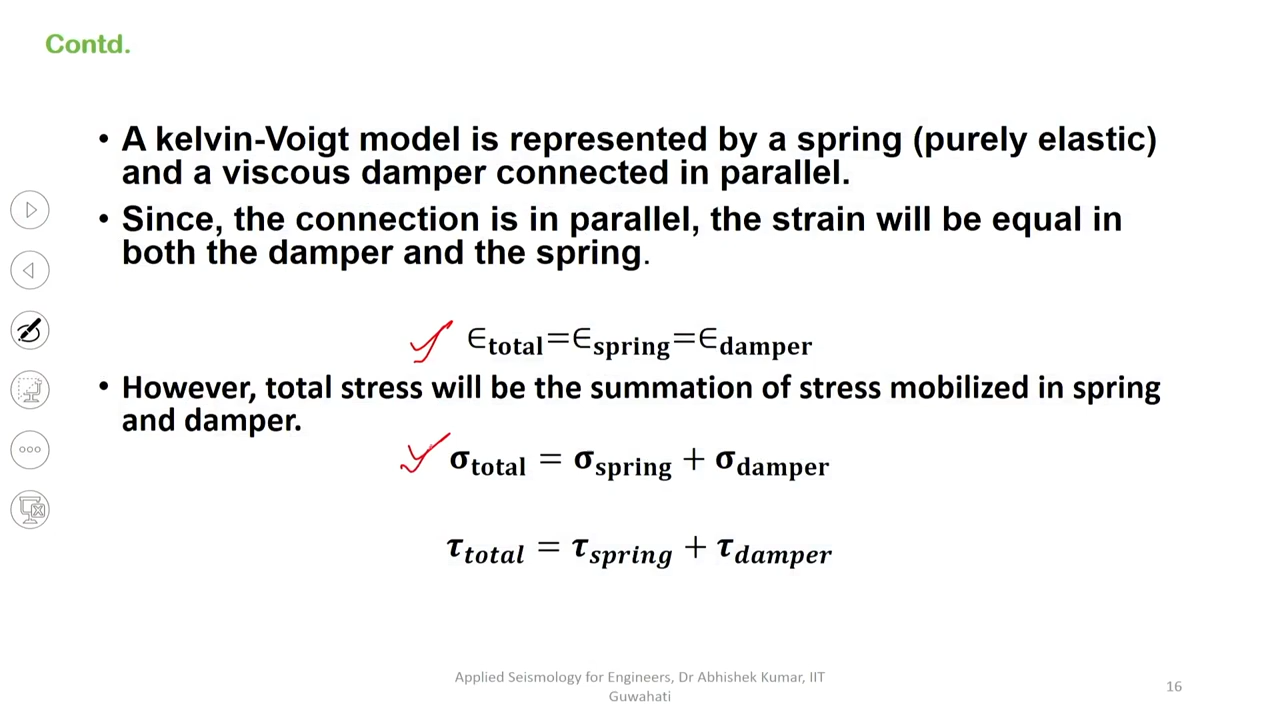 Contd.
• A kelvin-Voigt model is represented by a spring (purely elastic)
and a viscous damper connected in parallel.
• Since, the connection is in parallel, the strain will be equal in
both the damper and the spring.
∈total=∈spring=∈damper
• However, total stress will be the summation of stress mobilized in spring
and damper.
σtotal = σspring + σdamper
τtotal = τspring + τdamper
Applied Seismology for Engineers, Dr Abhishek Kumar, IIT
Guwahati
16